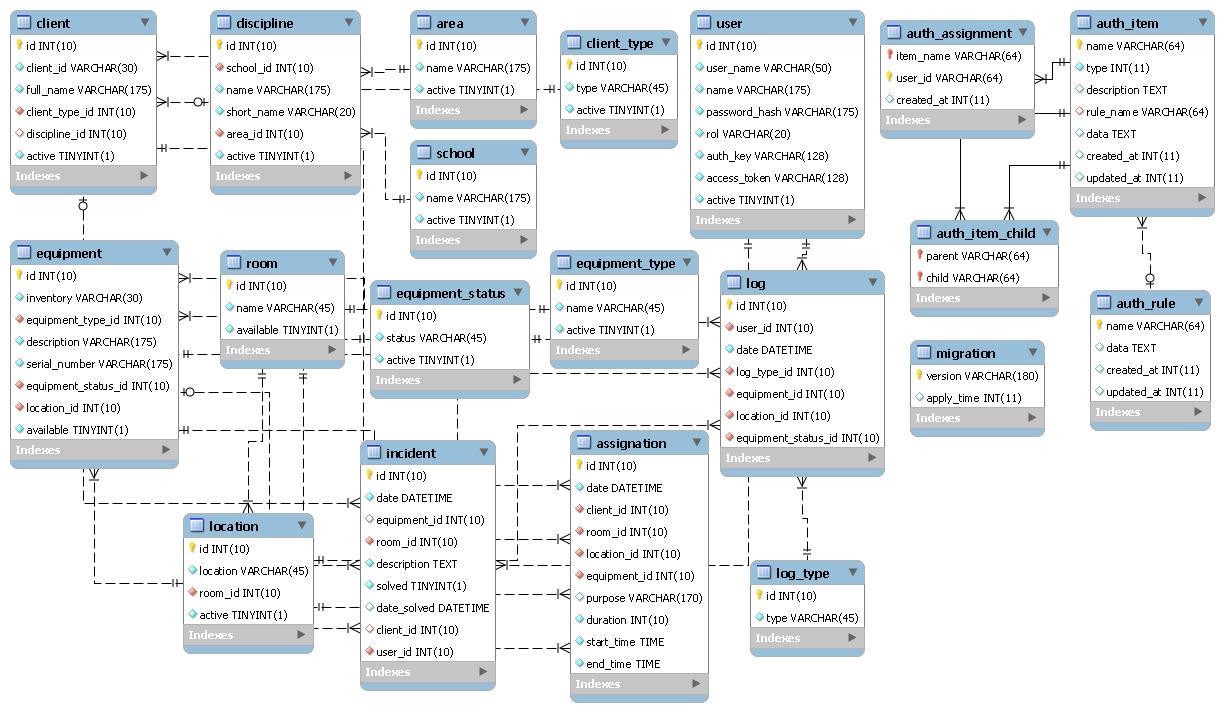 client
id INT(10)
client_id VARCHAR(30)
full_name VARCHAR(175)
client_type_id INT(10)
discipline_id INT(10)
active TINYINT(1)
Indexes
discipline
id INT(10)
school_id INT(10)
name VARCHAR(175)
short_name VARCHAR(20)
area_id INT(10)
active TINYINT(1)
Indexes
area
id INT(10)
name VARCHAR(175)
active TINYINT(1)
Indexes
client_type
id INT(10)
type VARCHAR(45)
active TINYINT(1)
Indexes
school
id INT(10)
name VARCHAR(175)
active TINYINT(1)
Indexes
user
id INT(10)
user_name VARCHAR(50)
name VARCHAR(175)
password_hash VARCHAR(175)
rol VARCHAR(20)
auth_key VARCHAR(128)
access_token VARCHAR(128)
active TINYINT(1)
Indexes
auth_assignment
item_name VARCHAR(64)
user_id VARCHAR(64)
created_at INT(11)
Indexes
auth_item
name VARCHAR(64)
type INT(11)
description TEXT
rule_name VARCHAR(64)
data TEXT
created_at INT(11)
updated_at INT(11)
Indexes
equipment
id INT(10)
inventory VARCHAR(30)
equipment_type_id INT(10)
description VARCHAR(175)
serial_number VARCHAR(175)
equipment_status_id INT(10)
location_id INT(10)
available TINYINT(1)
Indexes
room
id INT(10)
name VARCHAR(45)
available TINYINT(1)
Indexes
equipment_status
id INT(10)
status VARCHAR(45)
active TINYINT(1)
Indexes
equipment_type
id INT(10)
name VARCHAR(45)
active TINYINT(1)
Indexes
log
id INT(10)
user_id INT(10)
date DATETIME
log_type_id INT(10)
equipment_id INT(10)
location_id INT(10)
equipment_status_id INT(10)
Indexes
auth_item_child
parent VARCHAR(64)
child VARCHAR(64)
Indexes
auth_rule
name VARCHAR(64)
data TEXT
created_at INT(11)
updated_at INT(11)
Indexes
migration
version VARCHAR(180)
apply_time INT(11)
Indexes
location
id INT(10)
location VARCHAR(45)
room_id INT(10)
active TINYINT(1)
Indexes
incident
id INT(10)
date DATETIME
equipment_id INT(10)
room_id INT(10)
description TEXT
solved TINYINT(1)
date_solved DATETIME
client_id INT(10)
user_id INT(10)
Indexes
assignation
id INT(10)
date DATETIME
client_id INT(10)
room_id INT(10)
location_id INT(10)
equipment_id INT(10)
purpose VARCHAR(170)
duration INT(10)
start_time TIME
end_time TIME
Indexes
log_type
id INT(10)
type VARCHAR(45)
Indexes